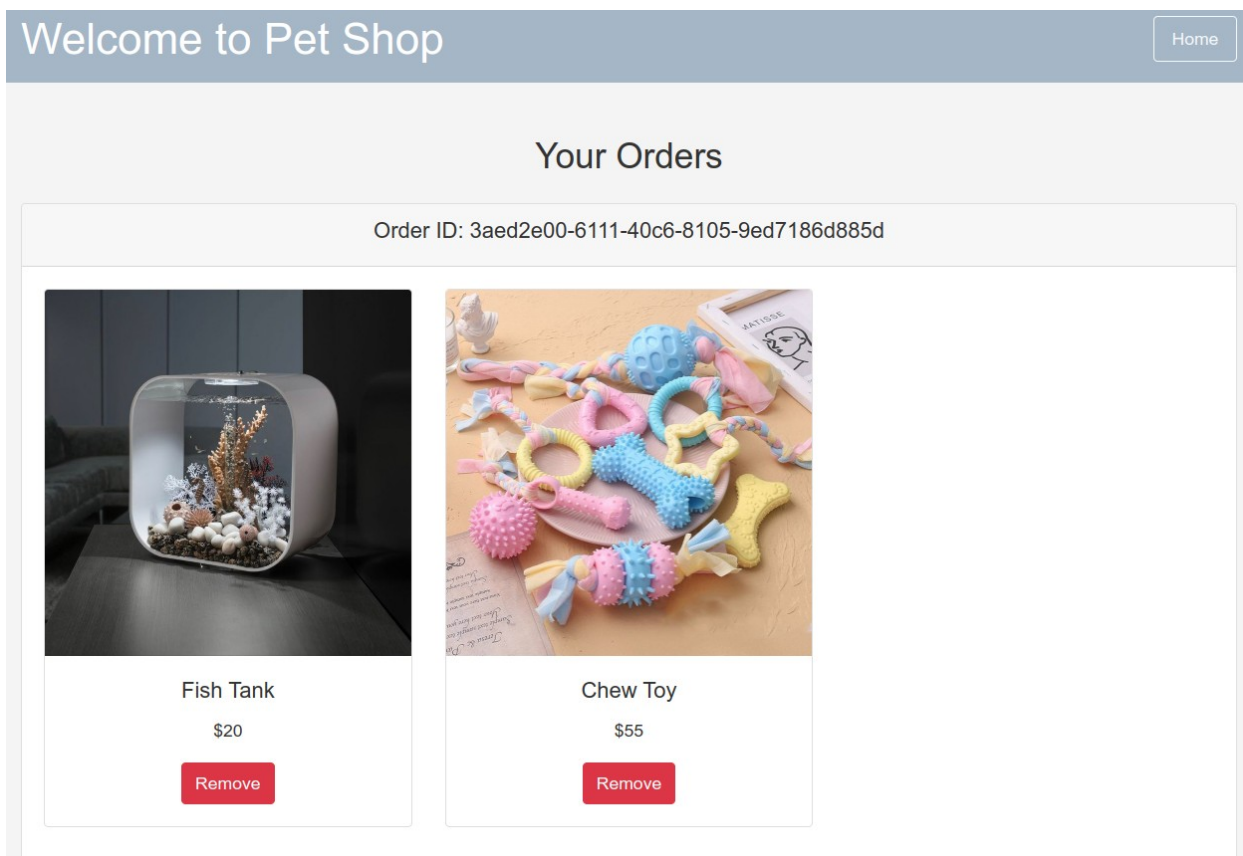 Welcome to Pet Shop
Home
Your Orders
Order ID: 3aed2e00-6111-40c6-8105-9ed7186d885d
MATISSE
Fish Tank
$20
Remove
Chew Toy
$55
Remove